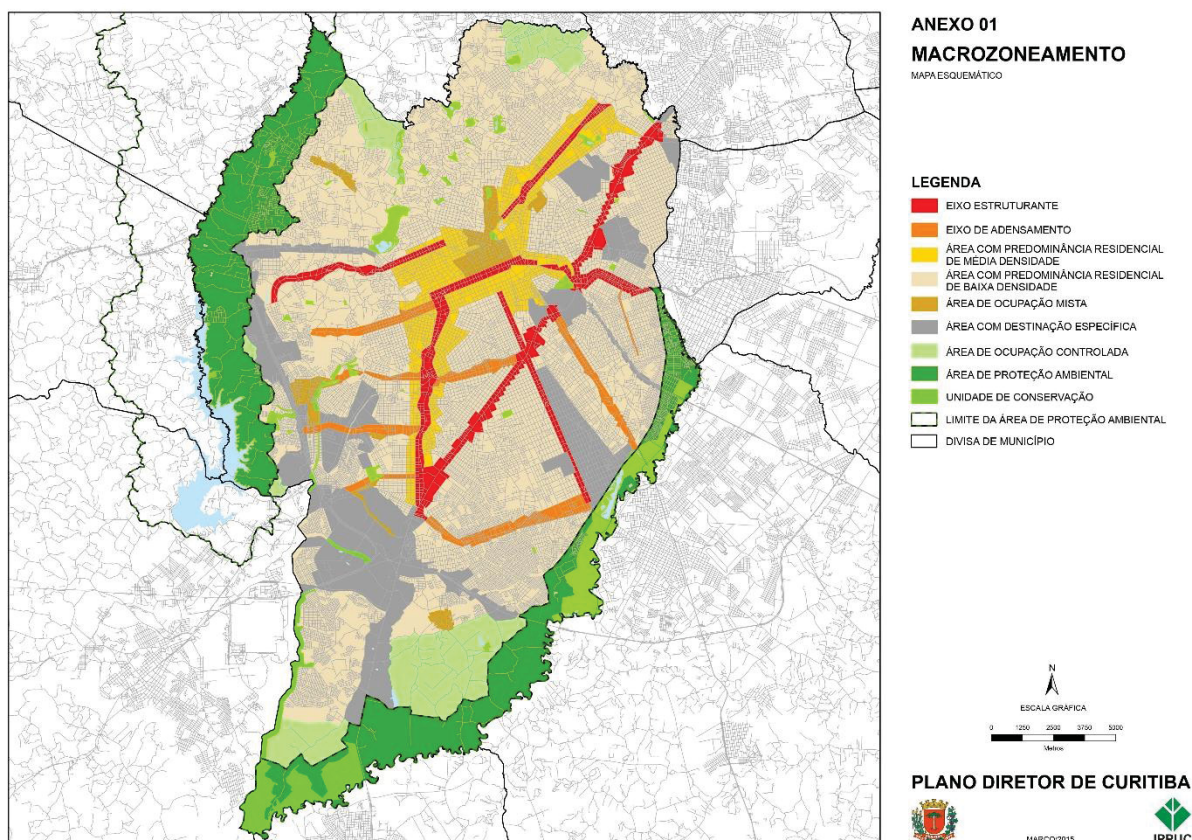 ANEXO 01
MACROZONEAMENTO
MAPA ESQUEMÁTICO
LEGENDA
EIXO ESTRUTURANTE
EIXO DE ADENSAMENTO
ÁREA COM PREDOMINÂNCIA RESIDENCIAL
DE MÉDIA DENSIDADE
ÁREA COM PREDOMINÂNCIA RESIDENCIAL
DE BAIXA DENSIDADE
ÁREA DE OCUPAÇÃO MISTA
ÁREA COM DESTINAÇÃO ESPECÍFICA
ÁREA DE OCUPAÇÃO CONTROLADA
ÁREA DE PROTEÇÃO AMBIENTAL
UNIDADE DE CONSERVAÇÃO
LIMITE DA ÁREA DE PROTEÇÃO AMBIENTAL
DIVISA DE MUNICÍPIO
N
ESCALA GRÁFICA
0 1250 2500 3750 5000
Metros
PLANO DIRETOR DE CURITIBA
MARÇO/2015
IPPUC